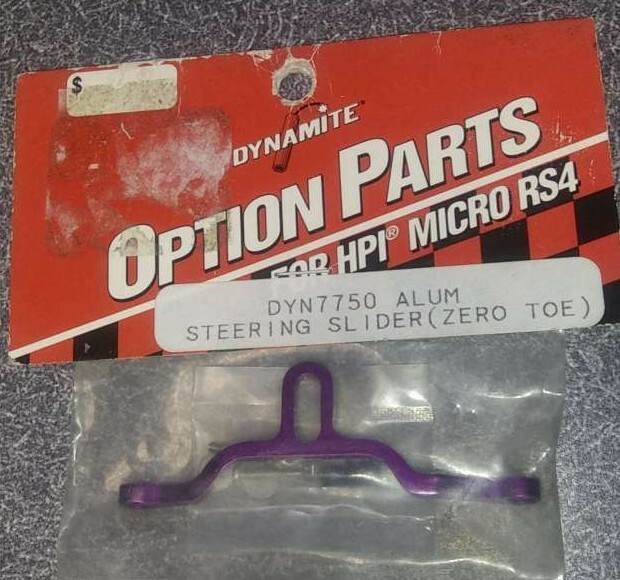 $
DYNAMITE
OPTION PARTS
FOR HPI® MICRO RS4
DYN7750 ALUM
STEERING SLIDER(ZERO TOE)